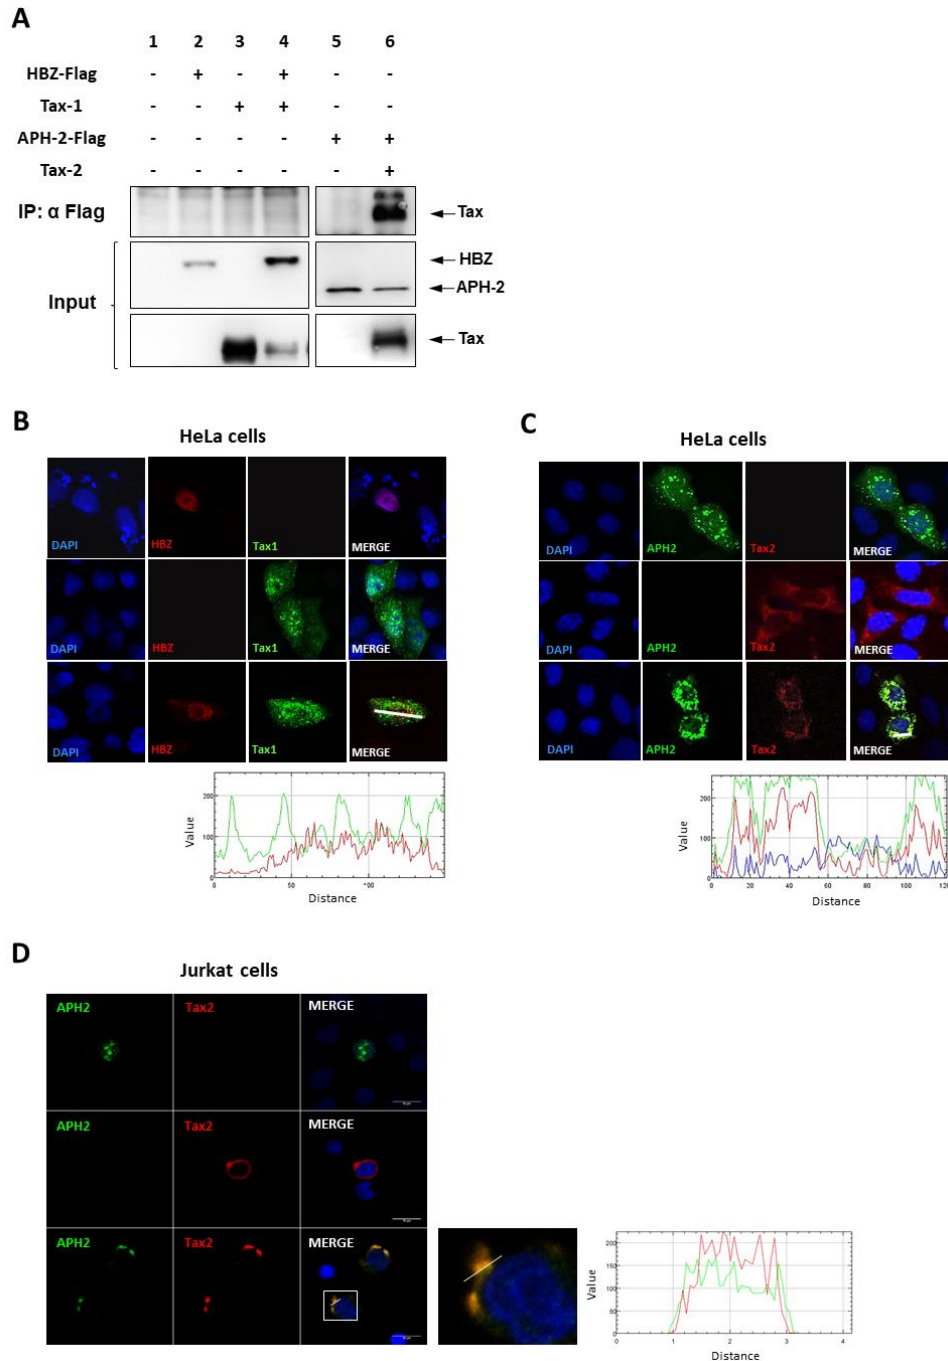 A
1 2 3 4 5 6
HBZ-Flag - + - + - -
Tax-1 - - + + - -
APH-2-Flag - - - - + +
Tax-2 - - - - - +
IP: α Flag
Tax
HBZ
APH-2
Input
Tax
B
HeLa cells
DAPI HBZ Tax1 MERGE
DAPI HBZ Tax1 MERGE
DAPI HBZ Tax1 MERGE
200
100
0
Value
0 50 100
Distance
C
HeLa cells
DAPI APH2 Tax2 MERGE
DAPI APH2 Tax2 MERGE
DAPI APH2 Tax2 MERGE
200
100
0
Value
0 20 40 60 80 100 120
Distance
D
Jurkat cells
APH2 Tax2 MERGE
APH2 Tax2 MERGE
APH2 Tax2 MERGE
200
150
100
50
0
Value
0 1 2 3 4
Distance